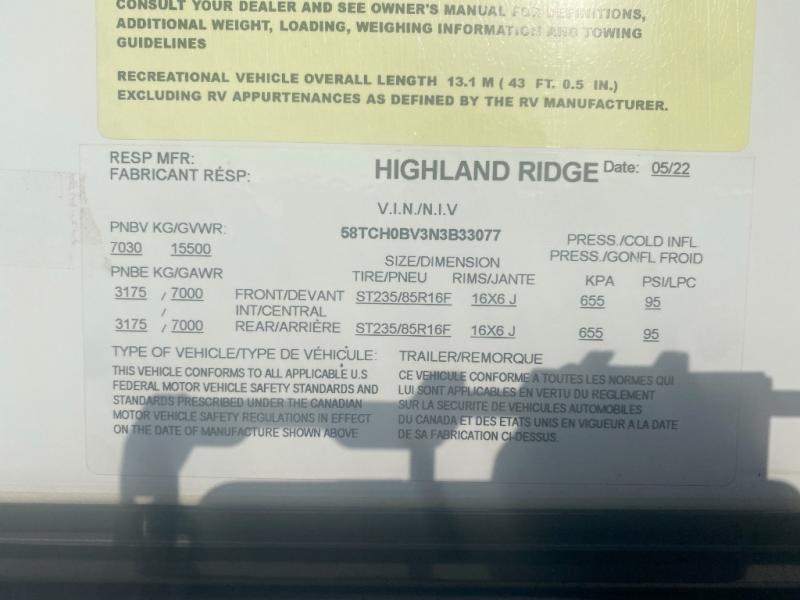 CONSULT YOUR DEALER AND SEE OWNER'S MANUAL FOR DEFINITIONS,
ADDITIONAL WEIGHT, LOADING, WEIGHING INFORMATION AND TOWING
GUIDELINES
RECREATIONAL VEHICLE OVERALL LENGTH 13.1 M ( 43 FT. 0.5 IN.)
EXCLUDING RV APPURTENANCES AS DEFINED BY THE RV MANUFACTURER.
RESP MFR:
FABRICANT RÉSP:
HIGHLAND RIDGE Date: 05/22
V.I.N./N.I.V
58TCH0BV3N3B33077
PNBV KG/GVWR:
7030 15500
PRESS./COLD INFL
PRESS./GONFL FROID
SIZE/DIMENSION
PNBE KG/GAWR TIRE/PNEU RIMS/JANTE KPA PSI/LPC
3175 / 7000 FRONT/DEVANT ST235/85R16F 16X6 J 655 95
/ INT/CENTRAL
3175 / 7000 REAR/ARRIÈRE ST235/85R16F 16X6 J 655 95
TYPE OF VEHICLE/TYPE DE VÉHICULE: TRAILER/REMORQUE
THIS VEHICLE CONFORMS TO ALL APPLICABLE U.S
FEDERAL MOTOR VEHICLE SAFETY STANDARDS AND
STANDARDS PRESCRIBED UNDER THE CANADIAN
MOTOR VEHICLE SAFETY REGULATIONS IN EFFECT
ON THE DATE OF MANUFACTURE SHOWN ABOVE
CE VEHICULE CONFORME A TOUTES LES NORMES QUI
LUI SONT APPLICABLES EN VERTU DU REGLEMENT
SUR LA SECURITE DE VEHICULES AUTOMOBILES
DU CANADA ET DES ETATS UNIS EN VIGUEUR A LA DATE
DE SA FABRICATION CI-DESSUS.